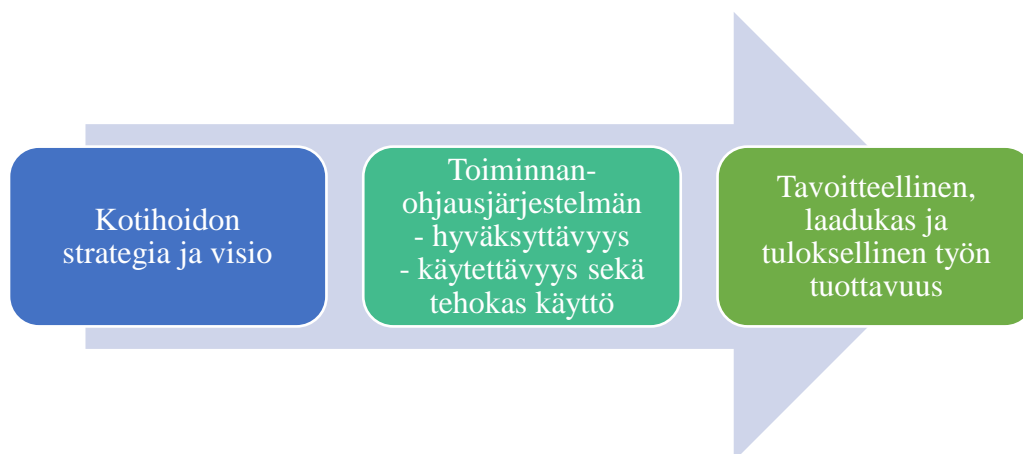 Kotihoidon
strategia ja visio
Toiminnan-
ohjausjärjestelmän
- hyväksyttävyys
- käytettävyys sekä
tehokas käyttö
Tavoitteellinen,
laadukas ja
tuloksellinen työn
tuottavuus